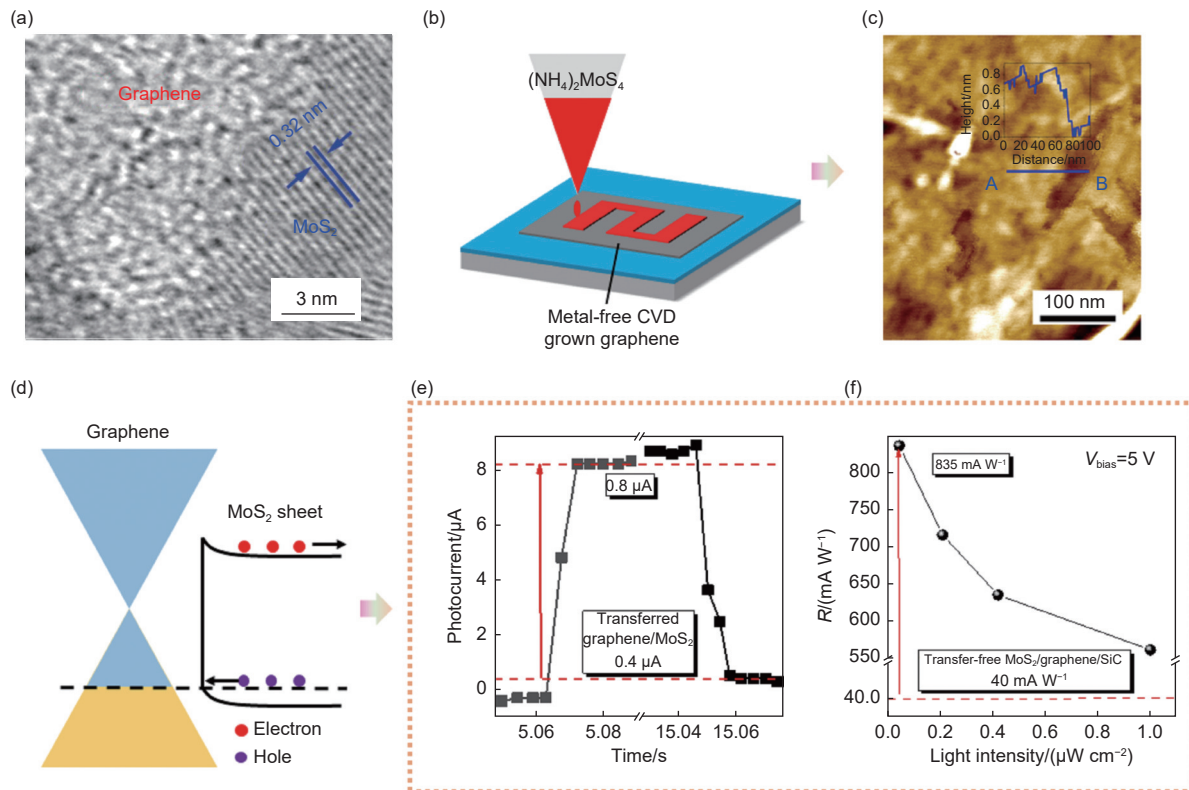 (a)
Graphene
0.32 nm
MoS₂
3 nm
(b)
(NH₄)₂MoS₄
Metal-free CVD
grown graphene
(c)
Height/nm
0.8
0.6
0.4
0.2
0.0
0 20 40 60 80 100
Distance/nm
A B
100 nm
(d)
Graphene
MoS₂ sheet
Electron
Hole
(e)
Photocurrent/μA
8
6
4
2
0
0.8 μA
Transferred
graphene/MoS₂
0.4 μA
5.06 5.08 15.04 15.06
Time/s
(f)
R/(mA W⁻¹)
800
750
700
650
600
550
40.0
835 mA W⁻¹
V_bias=5 V
Transfer-free MoS₂/graphene/SiC
40 mA W⁻¹
0.0 0.2 0.4 0.6 0.8 1.0
Light intensity/(μW cm⁻²)